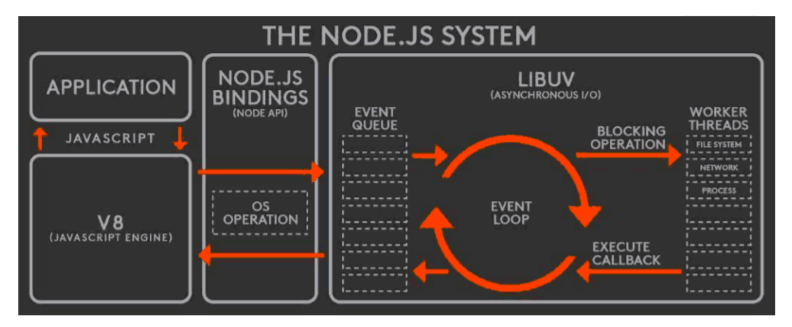 THE NODE.JS SYSTEM
APPLICATION
JAVASCRIPT
V8
(JAVASCRIPT ENGINE)
NODE.JS
BINDINGS
(NODE API)
OS
OPERATION
LIBUV
(ASYNCHRONOUS I/O)
EVENT
QUEUE
EVENT
LOOP
BLOCKING
OPERATION
EXECUTE
CALLBACK
WORKER
THREADS
FILE SYSTEM
NETWORK
PROCESS